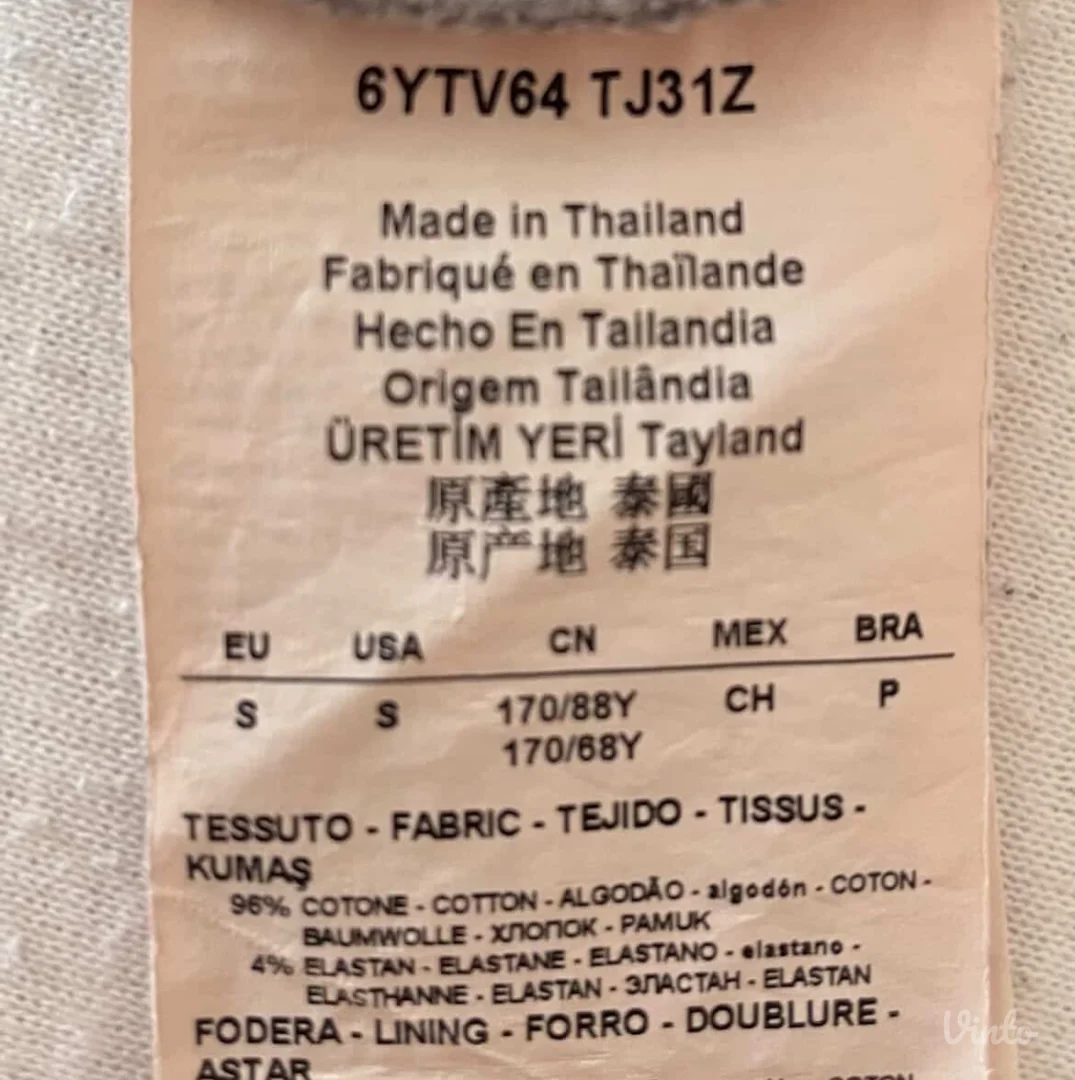 6YTV64 TJ31Z
Made in Thailand
Fabriqué en Thaïlande
Hecho En Tailandia
Origem Tailândia
ÜRETİM YERİ Tayland
原產地 泰國
原产地 泰国
EU USA CN MEX BRA
S S 170/88Y CH P
170/68Y
TESSUTO - FABRIC - TEJIDO - TISSUS -
KUMAŞ
96% COTONE - COTTON - ALGODÃO - algodón - COTON -
BAUMWOLLE - ХЛОПОК - PAMUK
4% ELASTAN - ELASTANE - ELASTANO - elastano -
ELASTHANNE - ELASTAN - ЭЛАСТАН - ELASTAN
FODERA - LINING - FORRO - DOUBLURE -
ASTAR
COTON